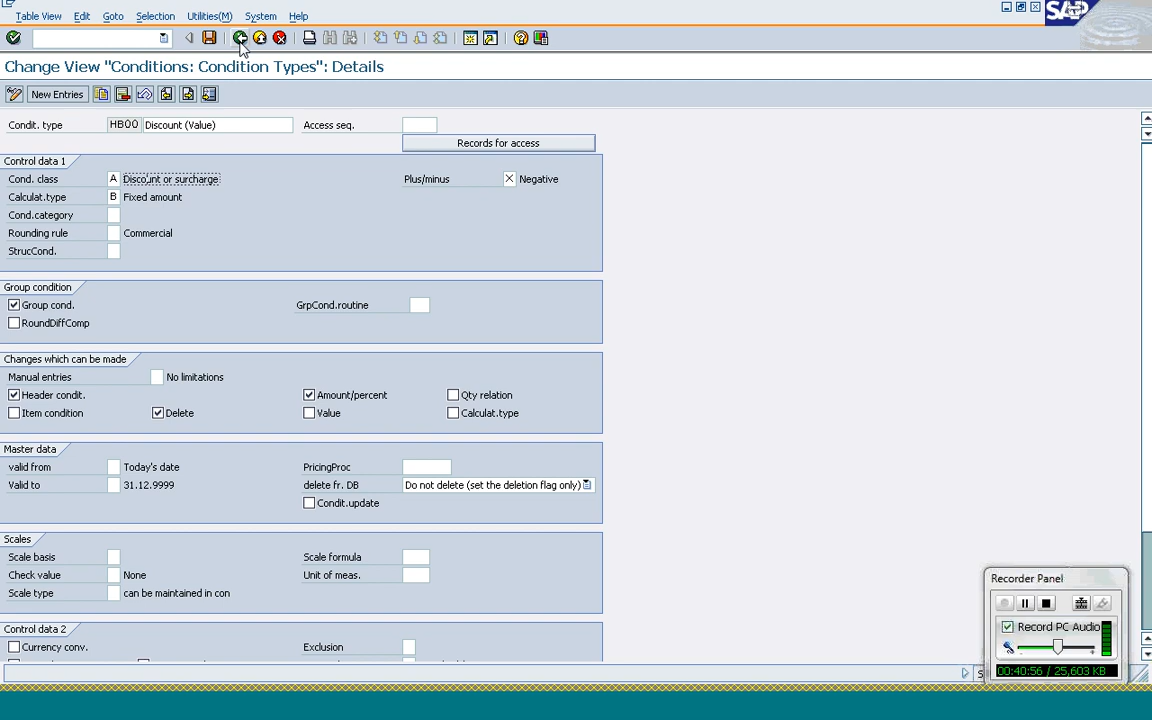 Table View Edit Goto Selection Utilities(M) System Help
SAP
Change View "Conditions: Condition Types": Details
New Entries
Condit. type HB00 Discount (Value) Access seq.
Records for access
Control data 1
Cond. class A Discount or surcharge Plus/minus X Negative
Calculat.type B Fixed amount
Cond.category
Rounding rule Commercial
StrucCond.
Group condition
Group cond. GrpCond.routine
RoundDiffComp
Changes which can be made
Manual entries No limitations
Header condit. Amount/percent Qty relation
Item condition Delete Value Calculat.type
Master data
valid from Today's date PricingProc
Valid to 31.12.9999 delete fr. DB Do not delete (set the deletion flag only)
Condit.update
Scales
Scale basis Scale formula
Check value None Unit of meas.
Scale type can be maintained in con
Control data 2
Currency conv. Exclusion
Recorder Panel
Record PC Audio
00:40:56 / 25,603 KB